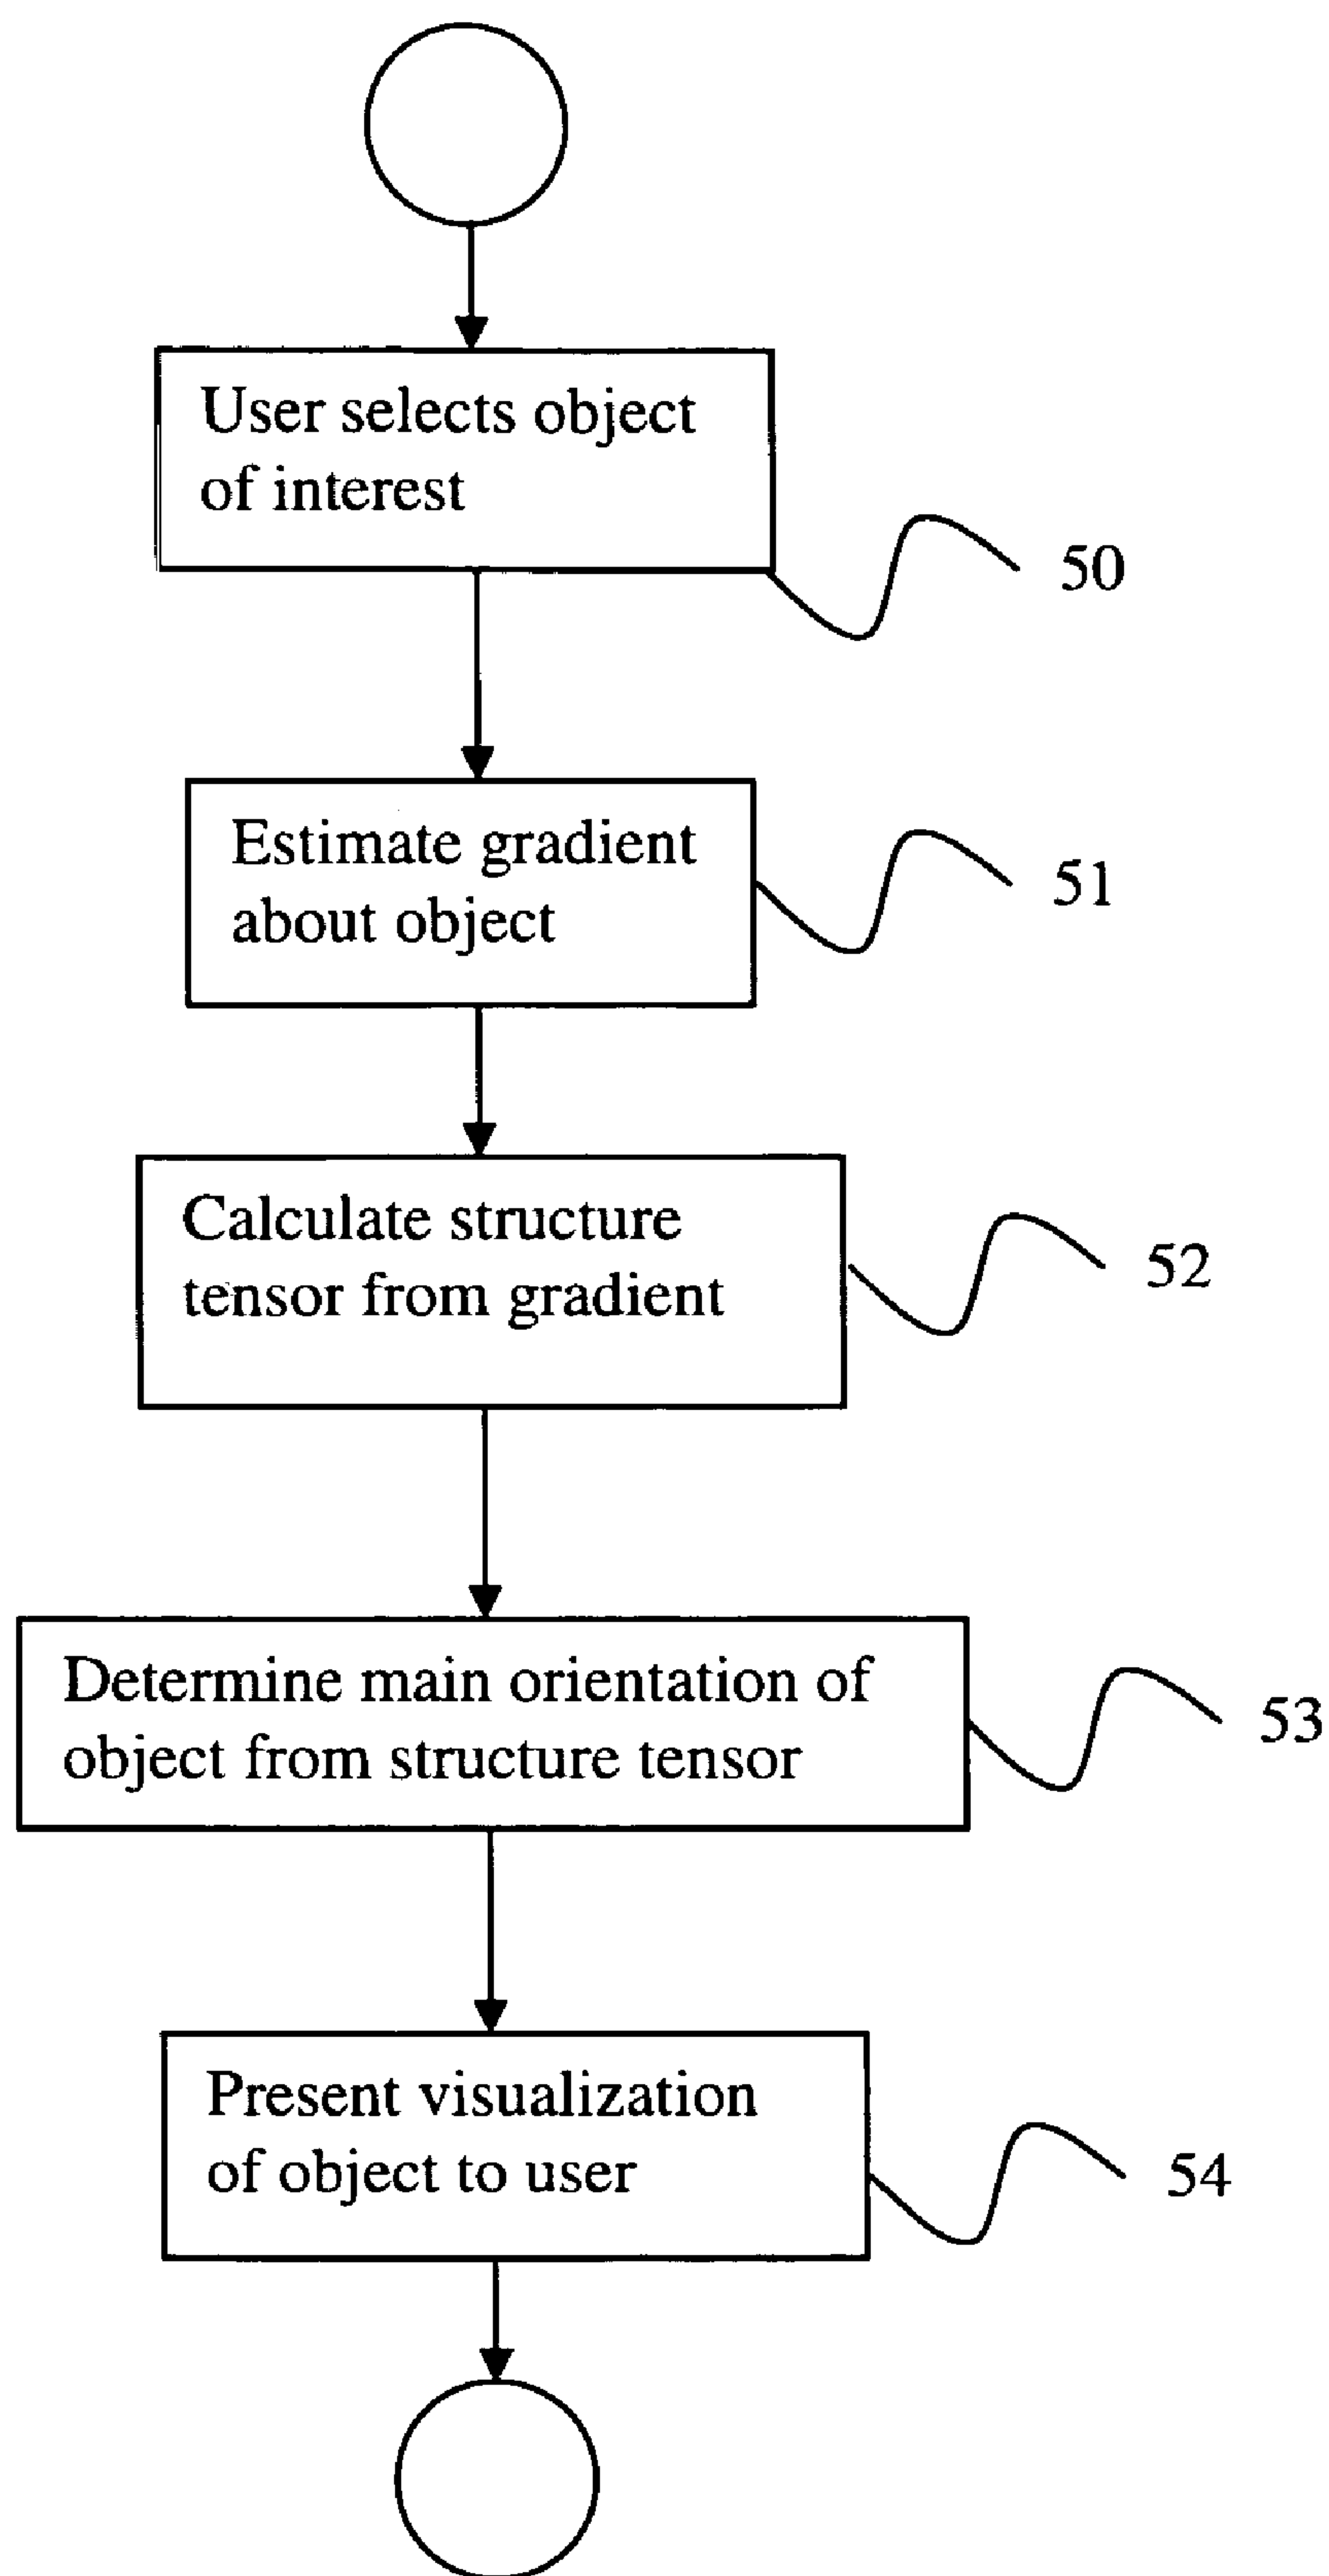 User selects object
of interest
50
Estimate gradient
about object
51
Calculate structure
tensor from gradient
52
Determine main orientation of
object from structure tensor
53
Present visualization
of object to user
54